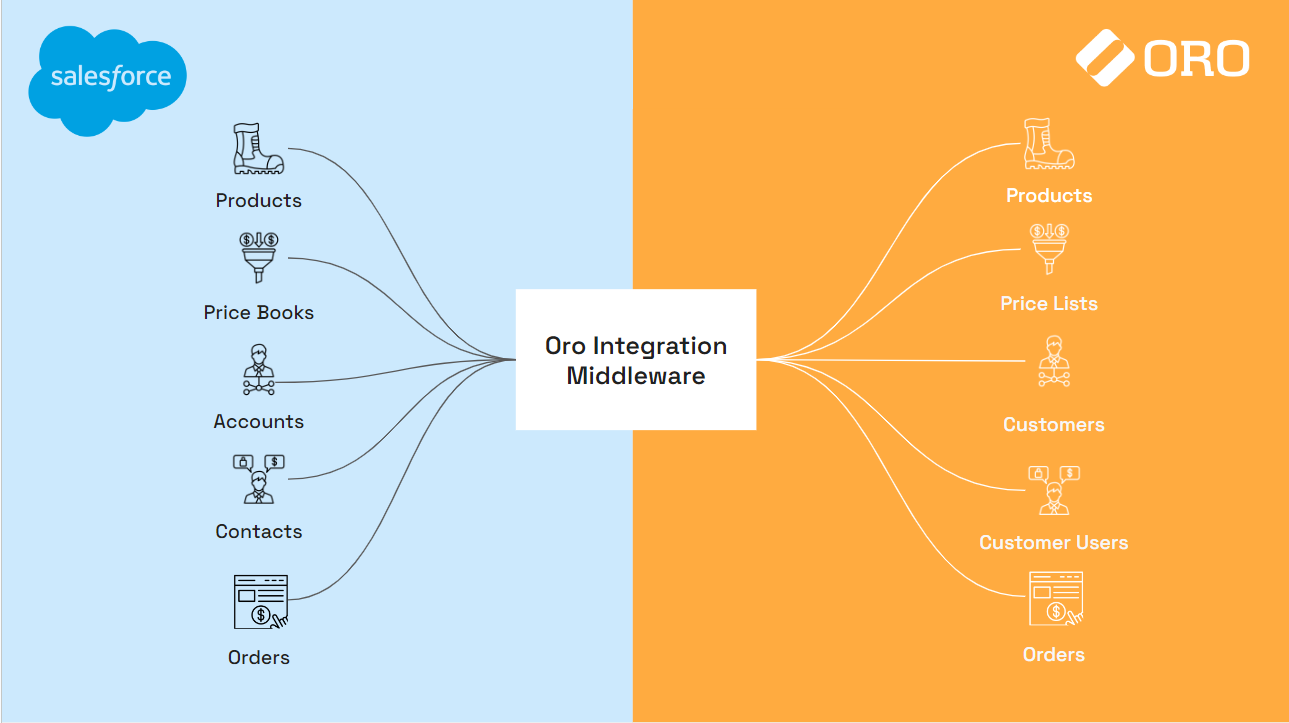 salesforce
Products
Price Books
Accounts
Contacts
Orders
Oro Integration
Middleware
ORO
Products
Price Lists
Customers
Customer Users
Orders